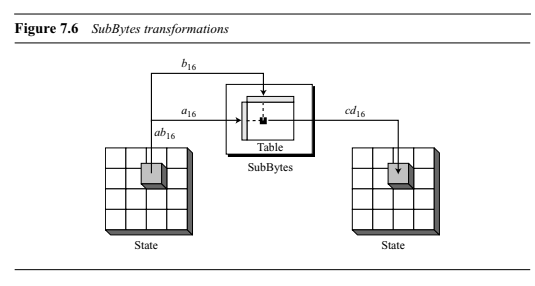 Figure 7.6 SubBytes transformations
b16
a16
cd16
ab16
Table
SubBytes
State
State